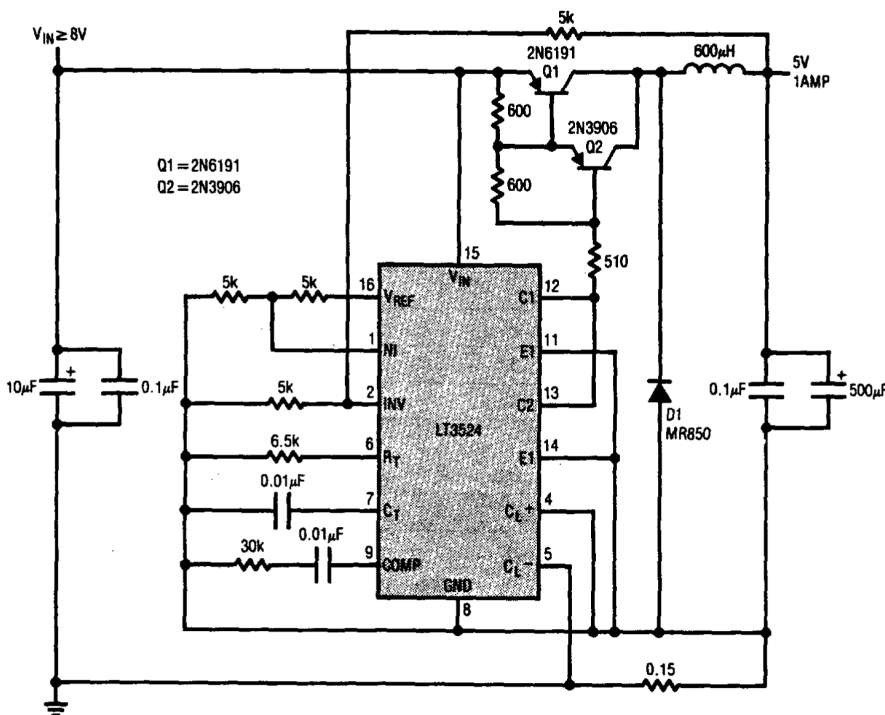 5k
V_IN ≥ 8V
2N6191
Q1
600μH
5V
1AMP
600
2N3906
Q2
Q1 = 2N6191
Q2 = 2N3906
600
510
15
V_IN
5k
5k
16
V_REF
C1
12
1
NI
E1
11
10μF
+
0.1μF
5k
2
INV
C2
13
0.1μF
+
500μF
LT3524
D1
MR850
6.5k
6
R_T
E1
14
0.01μF
7
C_T
C_L+
4
30k
0.01μF
9
COMP
C_L−
5
GND
8
0.15